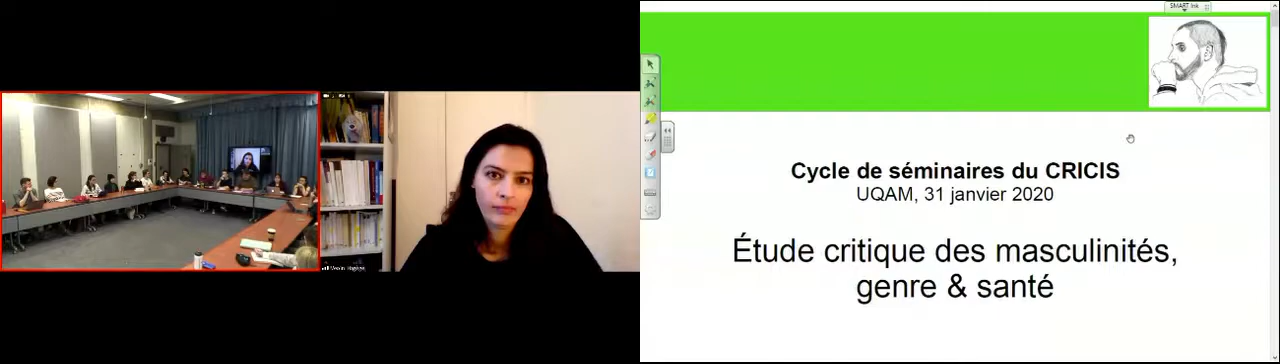 SMART Ink
Cycle de séminaires du CRICIS
UQAM, 31 janvier 2020
Étude critique des masculinités,
genre & santé